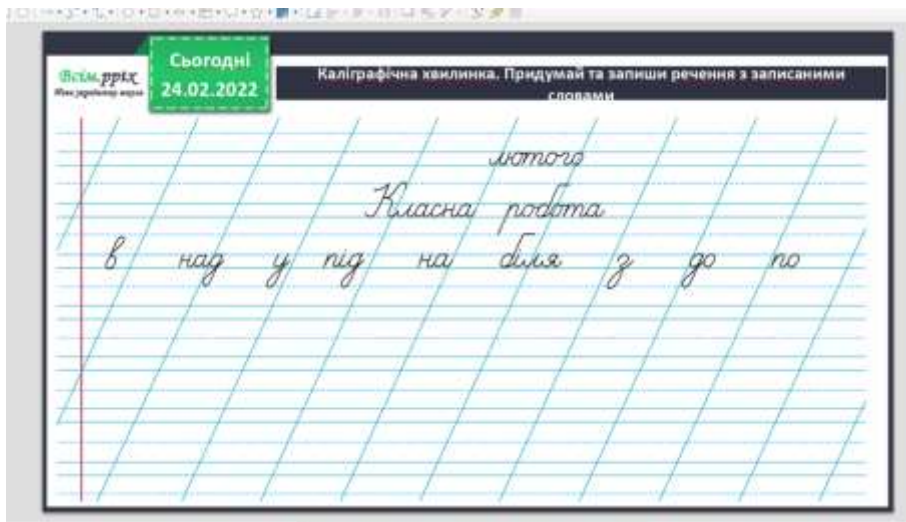 Сьогодні
24.02.2022
Всім.pptx
Каліграфічна хвилинка. Придумай та запиши речення з записаними
словами
лютого
Класна робота
в над у під на біля з до по